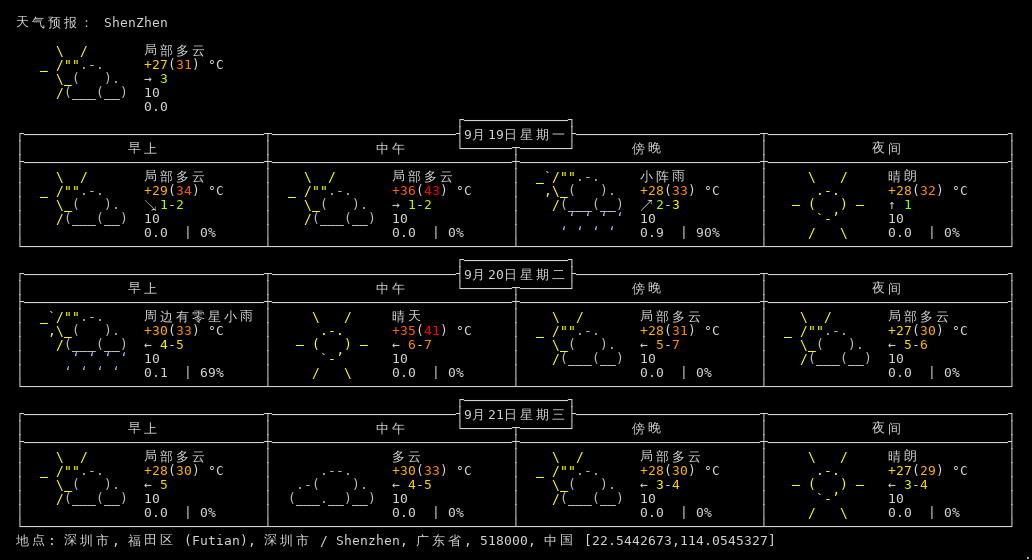 天气预报： ShenZhen
局部多云
+27(31) °C
→ 3
10
0.0
9月19日星期一
早上 中午 傍晚 夜间
局部多云 局部多云 小阵雨 晴朗
+29(34) °C +36(43) °C +28(33) °C +28(32) °C
↘ 1-2 → 1-2 ↗ 2-3 ↑ 1
10 10 10 10
0.0 | 0% 0.0 | 0% 0.9 | 90% 0.0 | 0%
9月20日星期二
早上 中午 傍晚 夜间
周边有零星小雨 晴天 局部多云 局部多云
+30(33) °C +35(41) °C +28(31) °C +27(30) °C
← 4-5 ← 6-7 ← 5-7 ← 5-6
10 10 10 10
0.1 | 69% 0.0 | 0% 0.0 | 0% 0.0 | 0%
9月21日星期三
早上 中午 傍晚 夜间
局部多云 多云 局部多云 晴朗
+28(30) °C +30(33) °C +28(30) °C +27(29) °C
← 5 ← 4-5 ← 3-4 ← 3-4
10 10 10 10
0.0 | 0% 0.0 | 0% 0.0 | 0% 0.0 | 0%
地点: 深圳市, 福田区 (Futian), 深圳市 / Shenzhen, 广东省, 518000, 中国 [22.5442673,114.0545327]